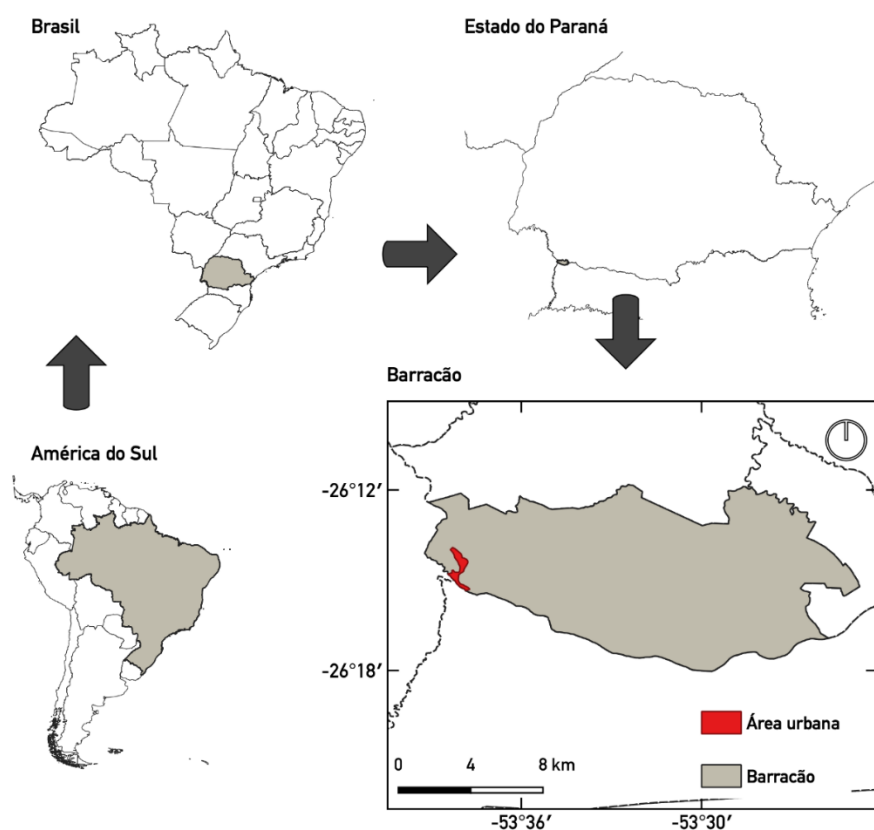 Brasil
Estado do Paraná
América do Sul
Barracão
-26°12′
-26°18′
Área urbana
Barracão
0 4 8 km
-53°36′ -53°30′